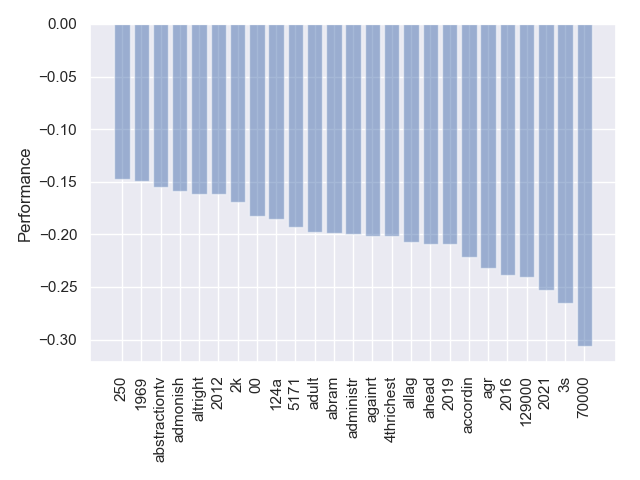 0.00
−0.05
−0.10
−0.15
−0.20
−0.25
−0.30
Performance
250
1969
abstractiontv
admonish
altright
2012
2k
00
124a
5171
adult
abram
administr
againrt
4thrichest
allag
ahead
2019
accordin
agr
2016
129000
2021
3s
70000